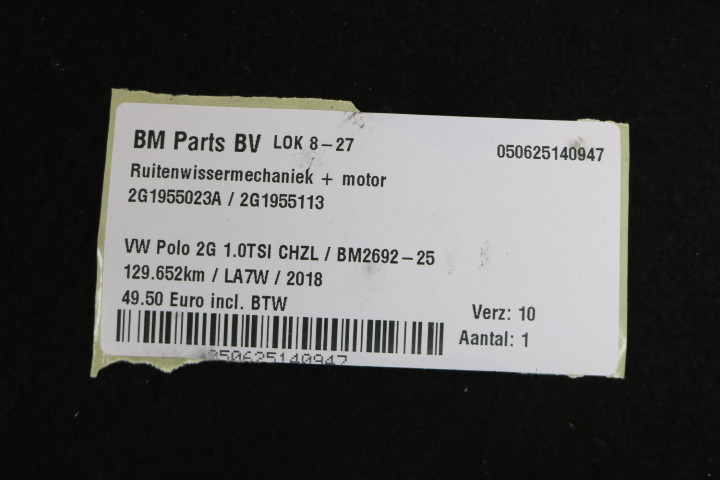 BM Parts BV LOK 8-27 050625140947
Ruitenwissermechaniek + motor
2G1955023A / 2G1955113
VW Polo 2G 1.0TSI CHZL / BM2692-25
129.652km / LA7W / 2018
49.50 Euro incl. BTW
Verz: 10
Aantal: 1
050625140947